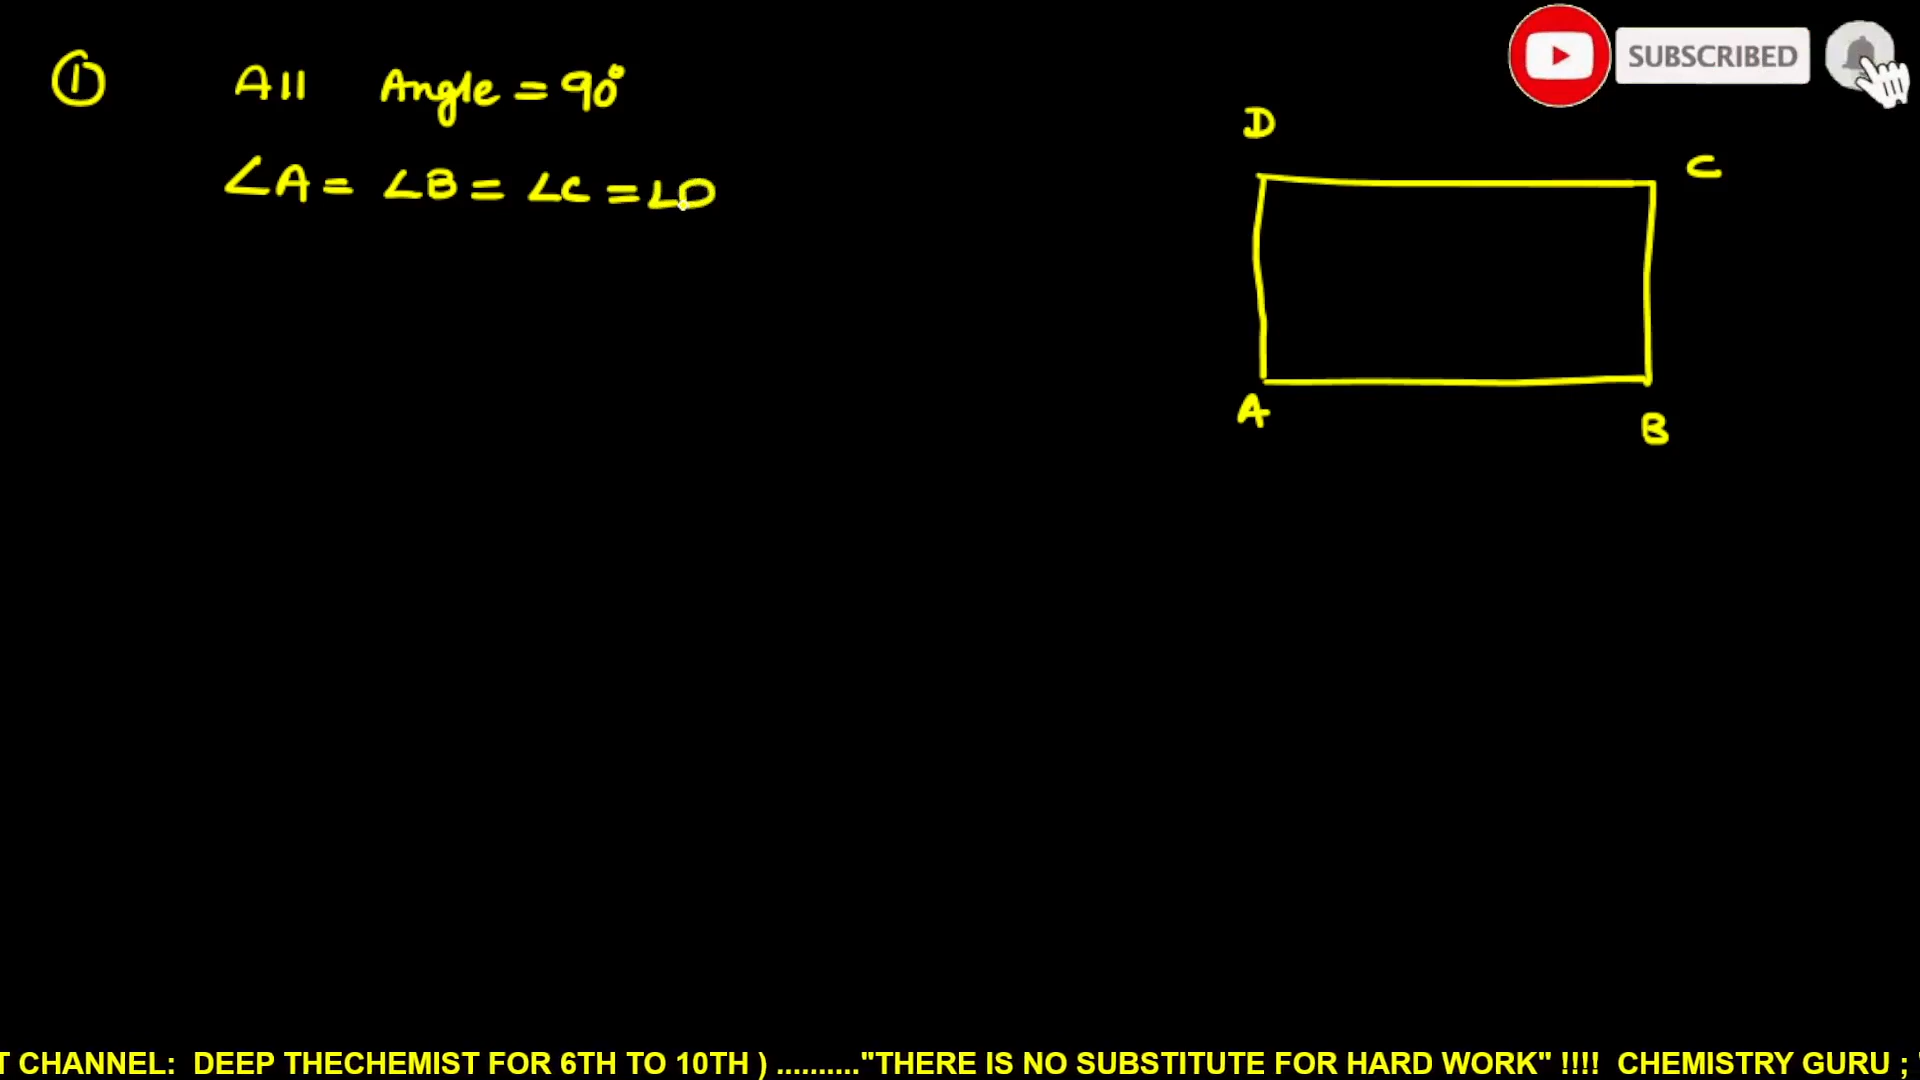 ① All Angle = 90°
∠A = ∠B = ∠C = ∠D
SUBSCRIBED
D
C
A
B
T CHANNEL: DEEP THECHEMIST FOR 6TH TO 10TH ) .........."THERE IS NO SUBSTITUTE FOR HARD WORK" !!!! CHEMISTRY GURU ; "